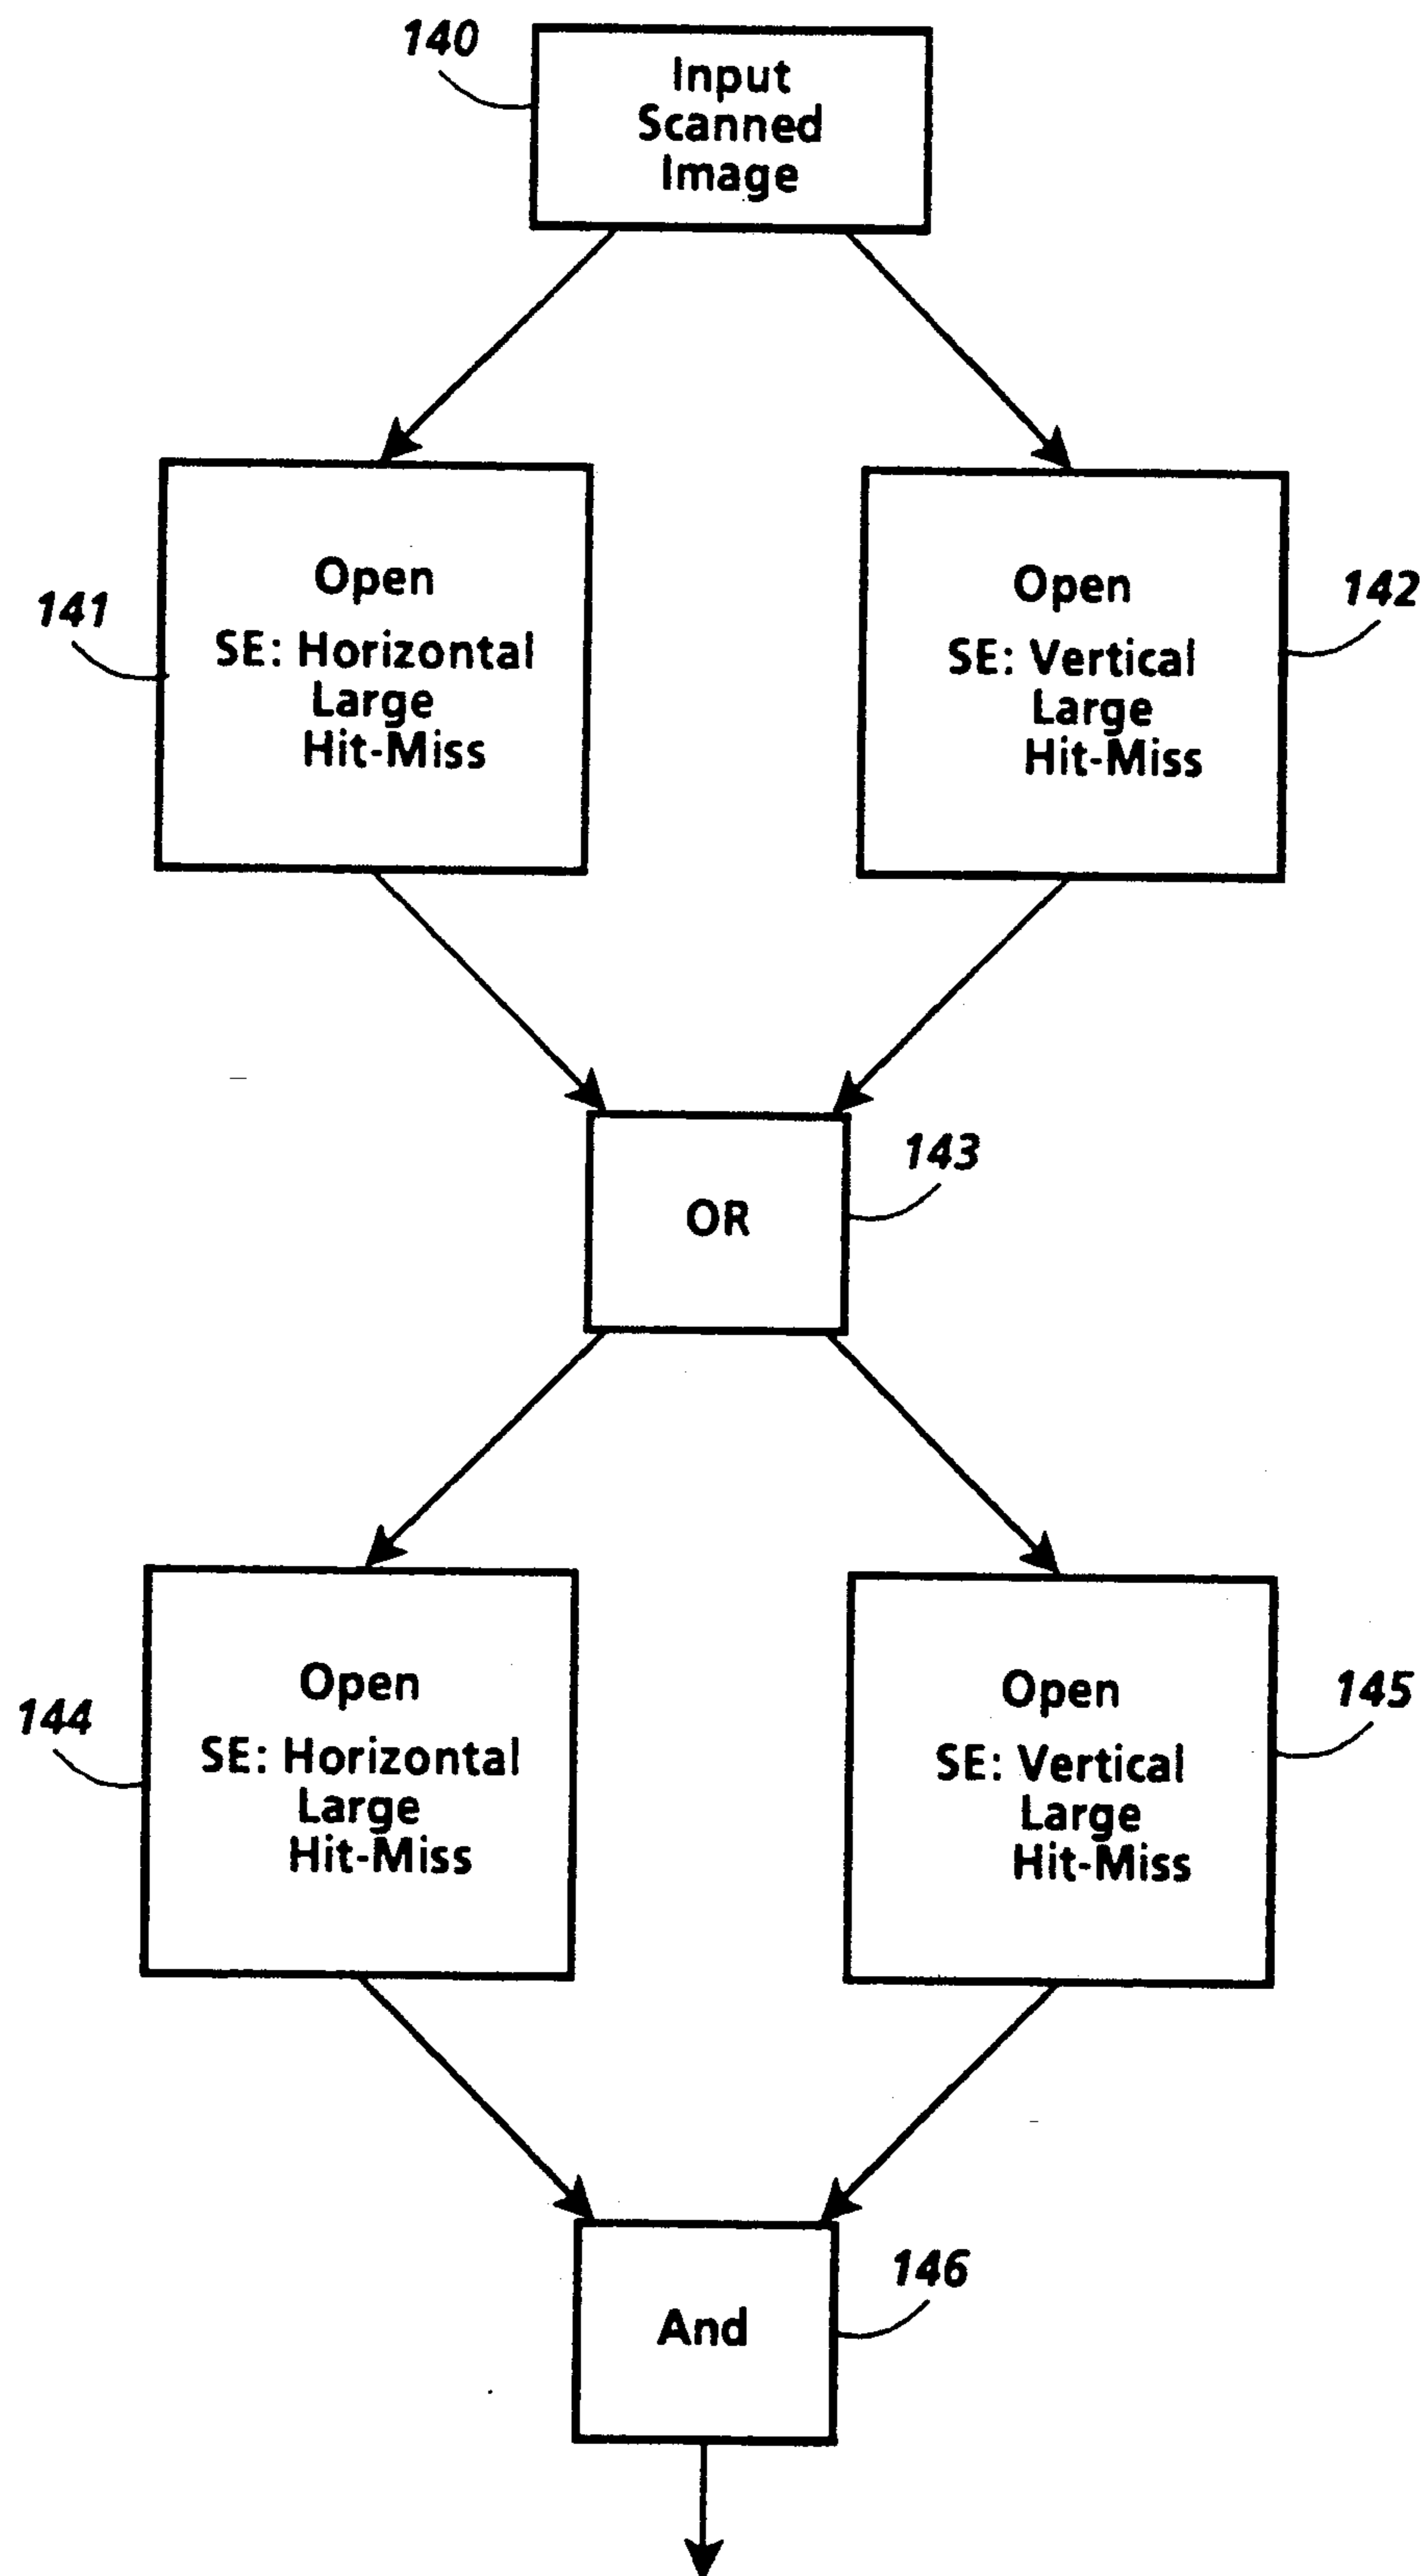 140
Input
Scanned
Image
141
Open
SE: Horizontal
Large
Hit-Miss
Open
SE: Vertical
Large
Hit-Miss
142
OR
143
144
Open
SE: Horizontal
Large
Hit-Miss
Open
SE: Vertical
Large
Hit-Miss
145
And
146